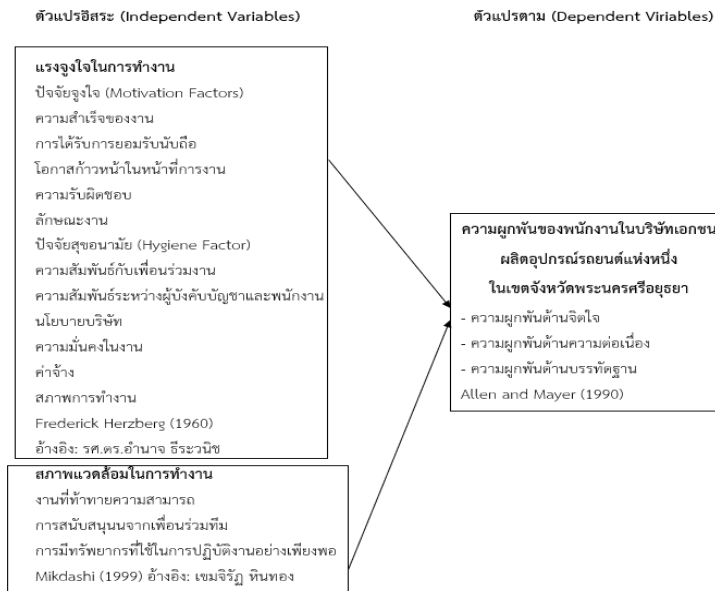 ตัวแปรอิสระ (Independent Variables)
ตัวแปรตาม (Dependent Viriables)
แรงจูงใจในการทำงาน
ปัจจัยจูงใจ (Motivation Factors)
ความสำเร็จของงาน
การได้รับการยอมรับนับถือ
โอกาสก้าวหน้าในหน้าที่การงาน
ความรับผิดชอบ
ลักษณะงาน
ปัจจัยสุขอนามัย (Hygiene Factor)
ความสัมพันธ์กับเพื่อนร่วมงาน
ความสัมพันธ์ระหว่างผู้บังคับบัญชาและพนักงาน
นโยบายบริษัท
ความมั่นคงในงาน
ค่าจ้าง
สภาพการทำงาน
Frederick Herzberg (1960)
อ้างอิง: รศ.ดร.อำนาจ ธีระวนิช
สภาพแวดล้อมในการทำงาน
งานที่ท้าทายความสามารถ
การสนับสนุนนจากเพื่อนร่วมทีม
การมีทรัพยากรที่ใช้ในการปฏิบัติงานอย่างเพียงพอ
Mikdashi (1999) อ้างอิง: เขมจิรัฏ หินทอง
ความผูกพันของพนักงานในบริษัทเอกชน
ผลิตอุปกรณ์รถยนต์แห่งหนึ่ง
ในเขตจังหวัดพระนครศรีอยุธยา
- ความผูกพันด้านจิตใจ
- ความผูกพันด้านความต่อเนื่อง
- ความผูกพันด้านบรรทัดฐาน
Allen and Mayer (1990)